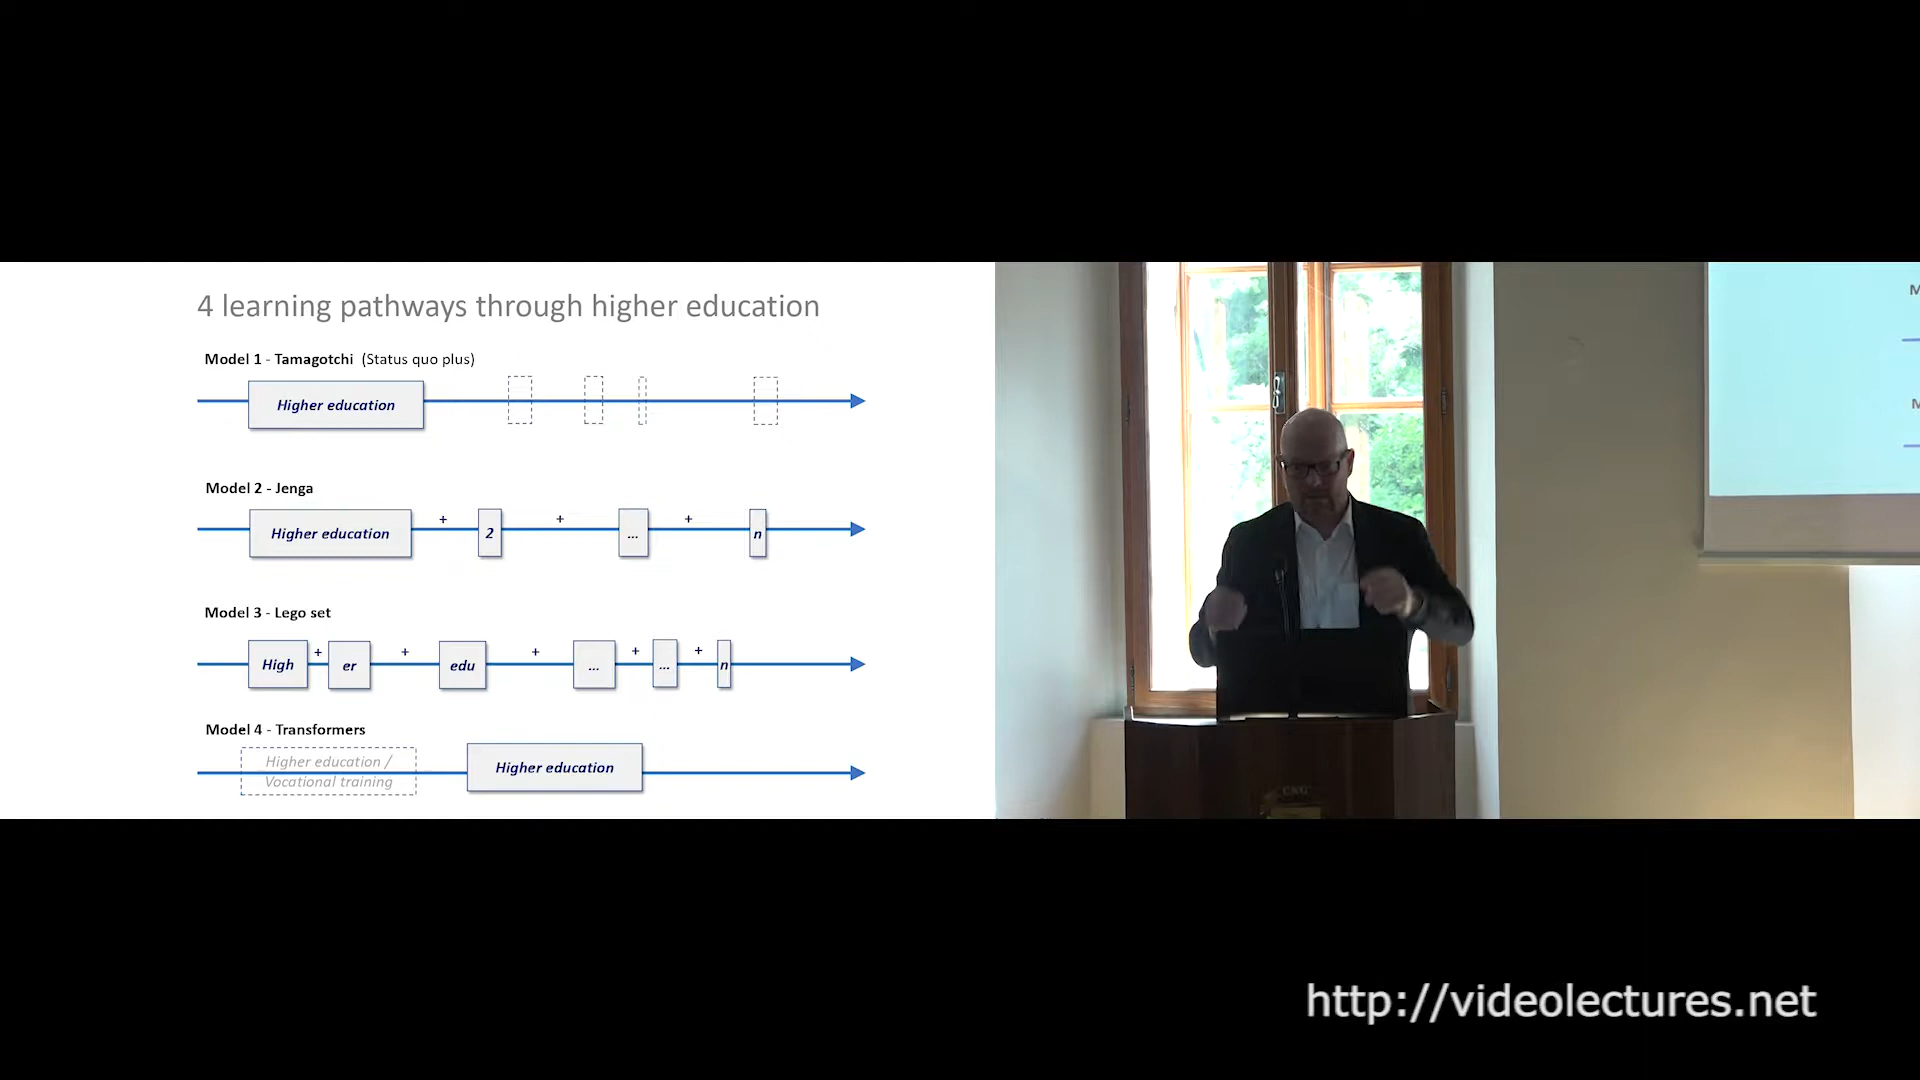 4 learning pathways through higher education
Model 1 - Tamagotchi (Status quo plus)
Higher education
Model 2 - Jenga
Higher education + 2 + ... + n
Model 3 - Lego set
High + er + edu + ... + ... + n
Model 4 - Transformers
Higher education /
Vocational training
Higher education
M
M
http://videolectures.net